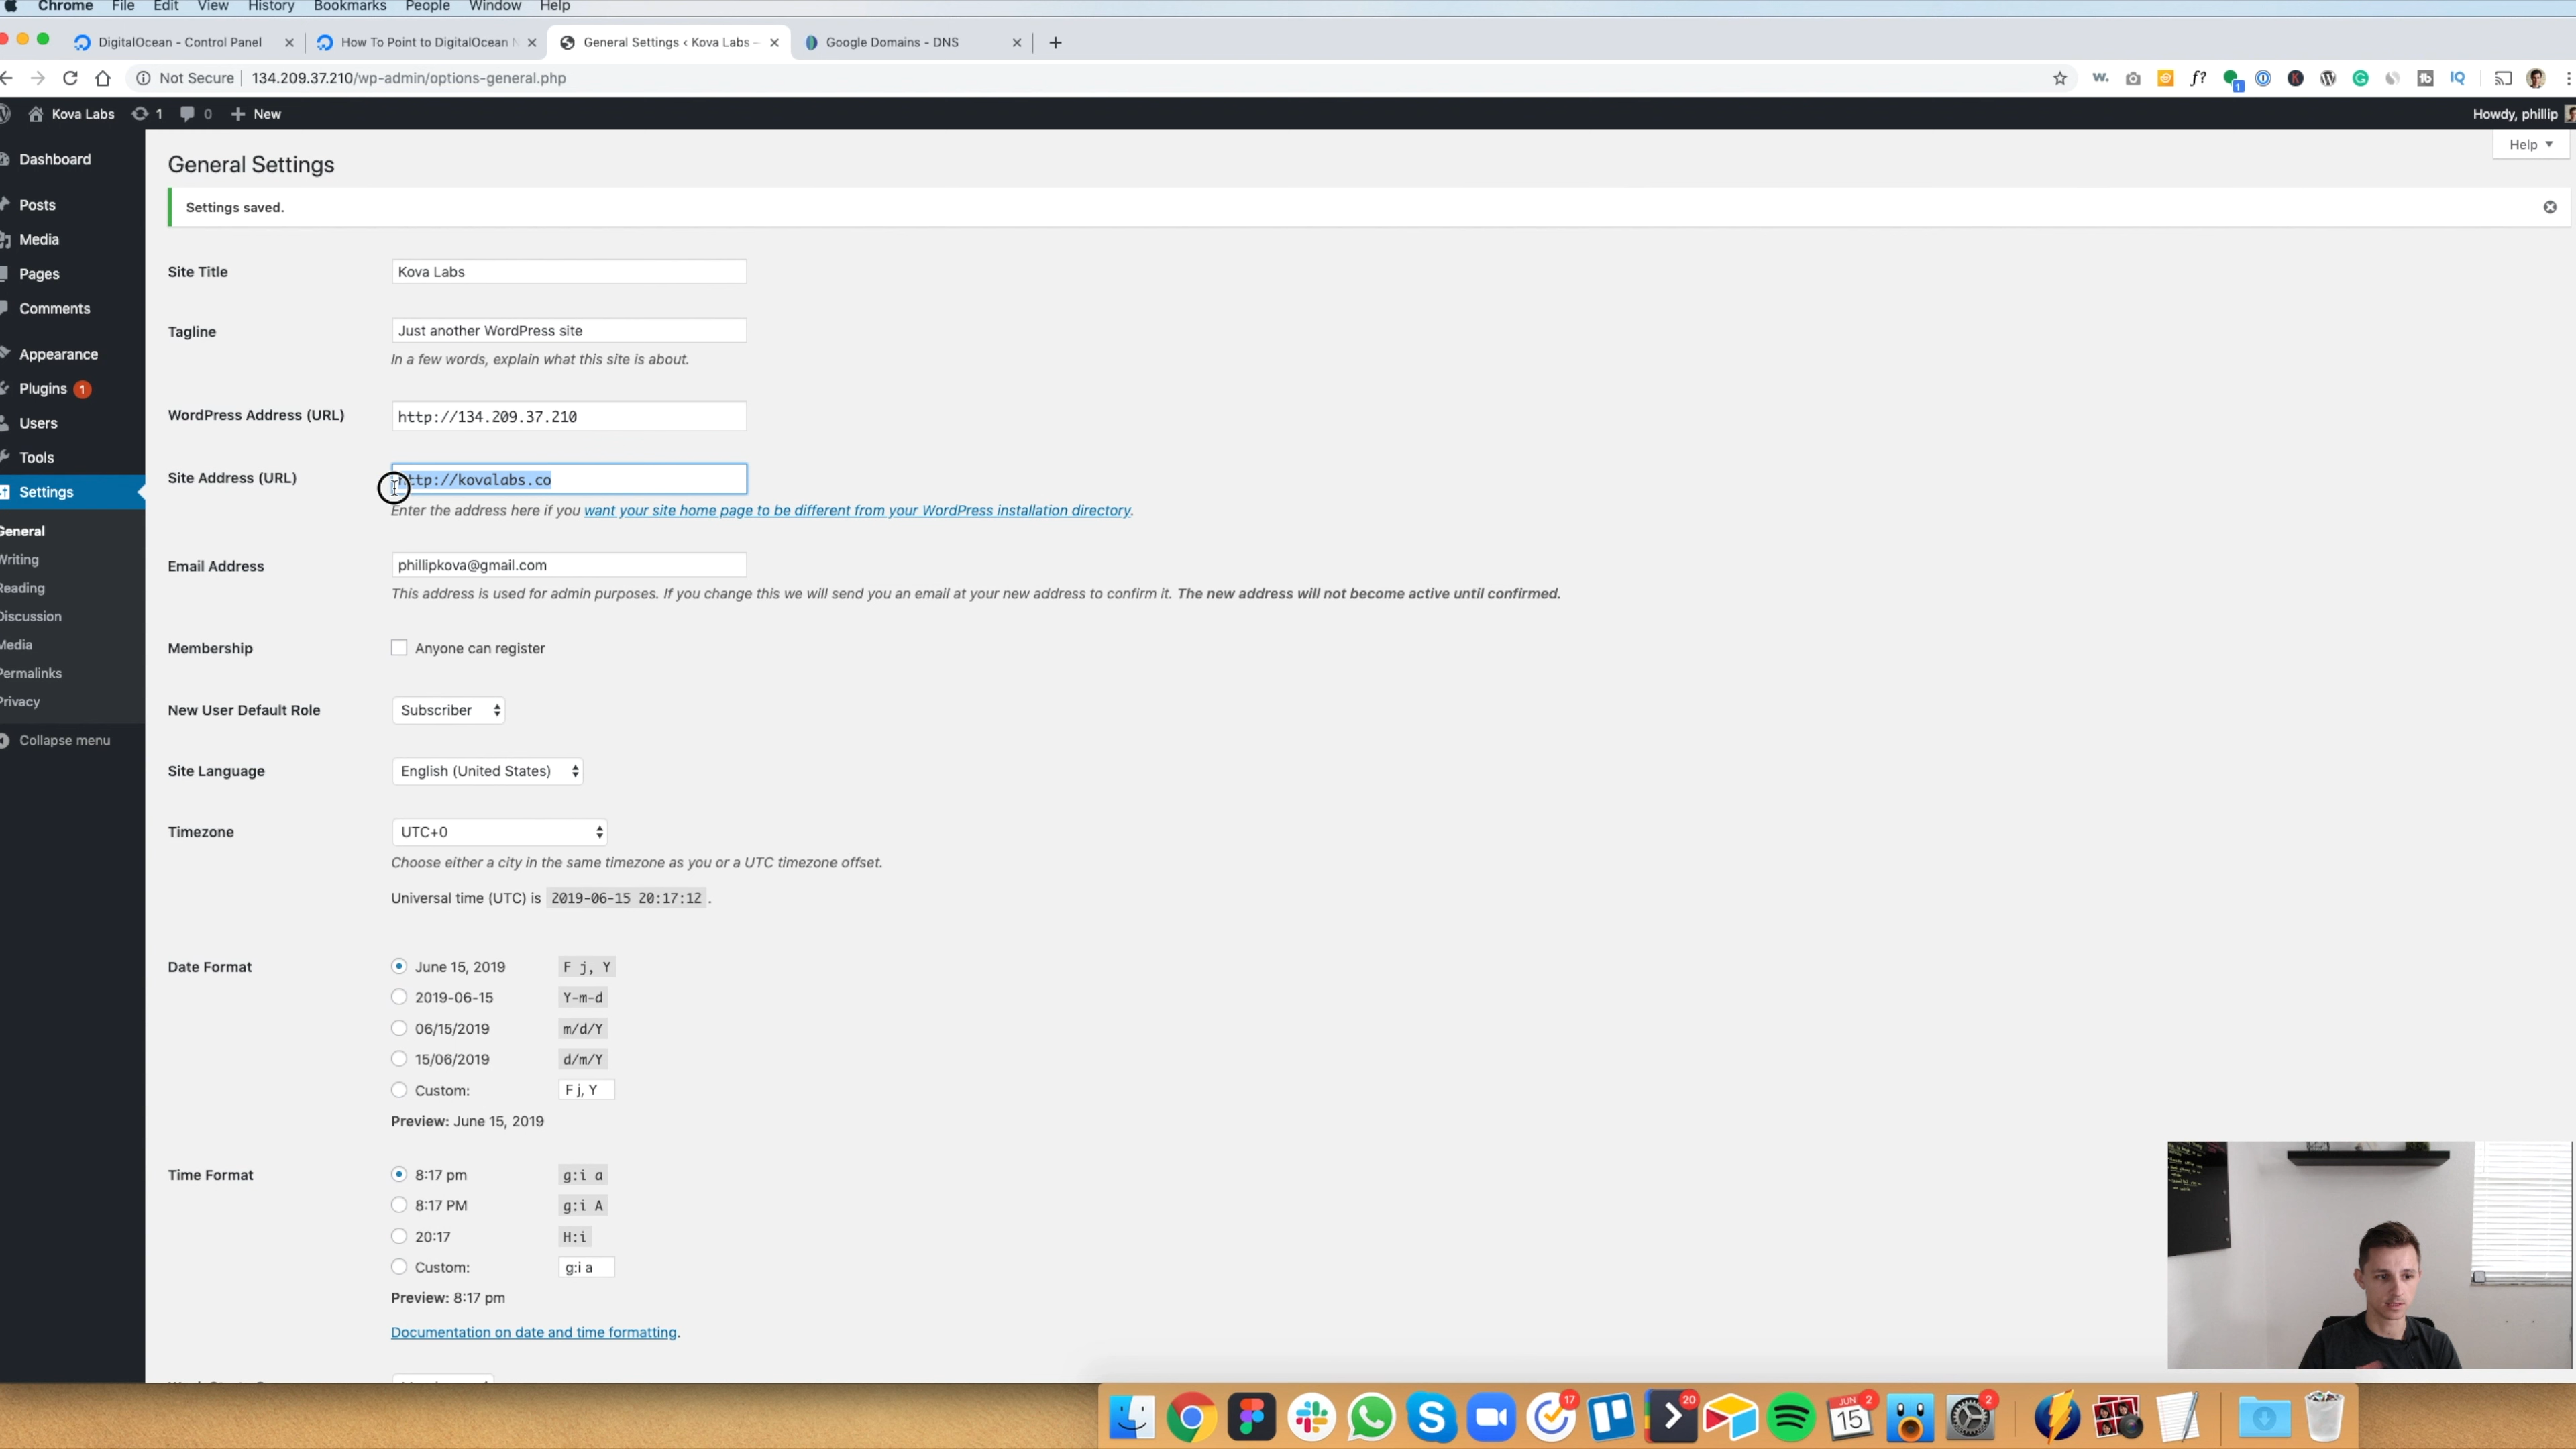 Chrome File Edit View History Bookmarks People Window Help
DigitalOcean - Control Panel How To Point to DigitalOcean General Settings ‹ Kova Labs – Google Domains - DNS
Not Secure 134.209.37.210/wp-admin/options-general.php
Kova Labs 1 0 New Howdy, phillip
Help
Dashboard
Posts
Media
Pages
Comments
Appearance
Plugins 1
Users
Tools
Settings
General
Writing
Reading
Discussion
Media
Permalinks
Privacy
Collapse menu
General Settings
Settings saved.
Site Title Kova Labs
Tagline Just another WordPress site
In a few words, explain what this site is about.
WordPress Address (URL) http://134.209.37.210
Site Address (URL) http://kovalabs.co
Enter the address here if you want your site home page to be different from your WordPress installation directory.
Email Address phillipkova@gmail.com
This address is used for admin purposes. If you change this we will send you an email at your new address to confirm it. The new address will not become active until confirmed.
Membership Anyone can register
New User Default Role Subscriber
Site Language English (United States)
Timezone UTC+0
Choose either a city in the same timezone as you or a UTC timezone offset.
Universal time (UTC) is 2019-06-15 20:17:12 .
Date Format June 15, 2019 F j, Y
2019-06-15 Y-m-d
06/15/2019 m/d/Y
15/06/2019 d/m/Y
Custom: F j, Y
Preview: June 15, 2019
Time Format 8:17 pm g:i a
8:17 PM g:i A
20:17 H:i
Custom: g:i a
Preview: 8:17 pm
Documentation on date and time formatting.
17 20 JUN 15 2 2